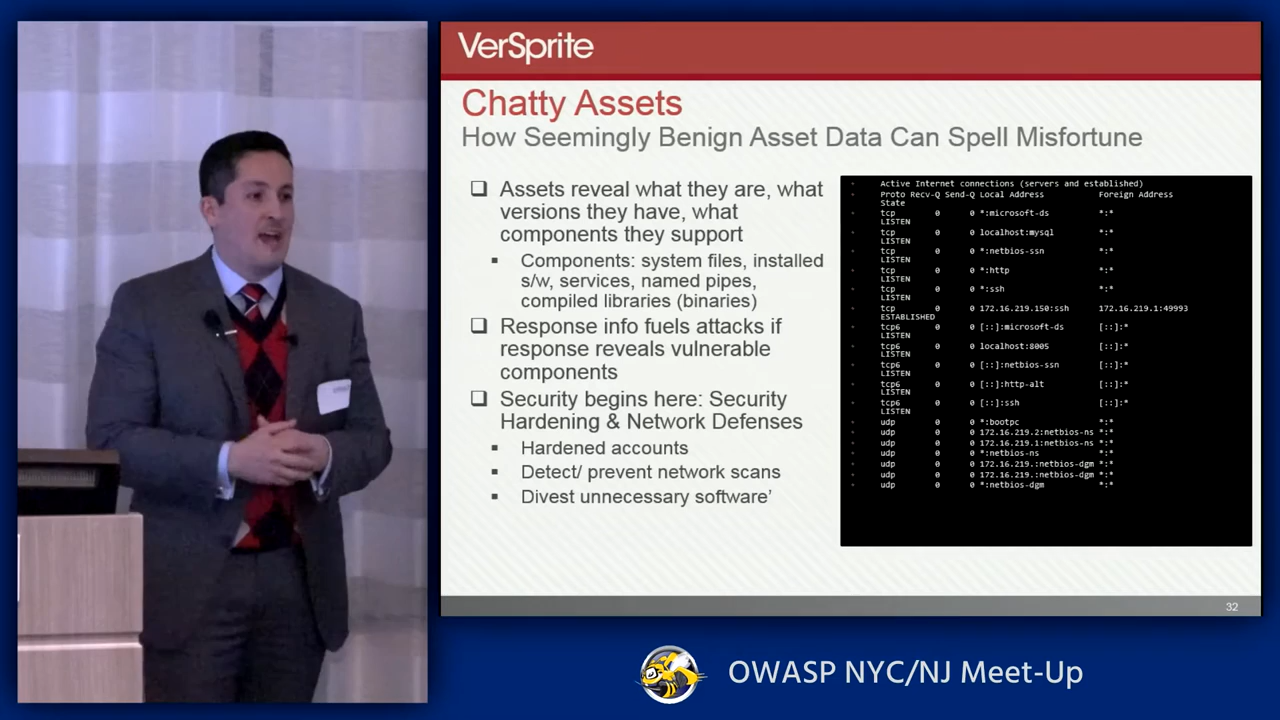 VerSprite
Chatty Assets
How Seemingly Benign Asset Data Can Spell Misfortune
Assets reveal what they are, what
versions they have, what
components they support
Components: system files, installed
s/w, services, named pipes,
compiled libraries (binaries)
Response info fuels attacks if
response reveals vulnerable
components
Security begins here: Security
Hardening & Network Defenses
Hardened accounts
Detect/ prevent network scans
Divest unnecessary software'
Active Internet connections (servers and established)
Proto Recv-Q Send-Q Local Address Foreign Address
State
tcp 0 0 *:microsoft-ds *:*
LISTEN
tcp 0 0 localhost:mysql *:*
LISTEN
tcp 0 0 *:netbios-ssn *:*
LISTEN
tcp 0 0 *:http *:*
LISTEN
tcp 0 0 *:ssh *:*
LISTEN
tcp 0 0 172.16.219.150:ssh 172.16.219.1:49993
ESTABLISHED
tcp6 0 0 [::]:microsoft-ds [::]:*
LISTEN
tcp6 0 0 localhost:8005 [::]:*
LISTEN
tcp6 0 0 [::]:netbios-ssn [::]:*
LISTEN
tcp6 0 0 [::]:http-alt [::]:*
LISTEN
tcp6 0 0 [::]:ssh [::]:*
LISTEN
udp 0 0 *:bootpc *:*
udp 0 0 172.16.219.2:netbios-ns *:*
udp 0 0 172.16.219.1:netbios-ns *:*
udp 0 0 *:netbios-ns *:*
udp 0 0 172.16.219.:netbios-dgm *:*
udp 0 0 172.16.219.:netbios-dgm *:*
udp 0 0 *:netbios-dgm *:*
32
OWASP NYC/NJ Meet-Up